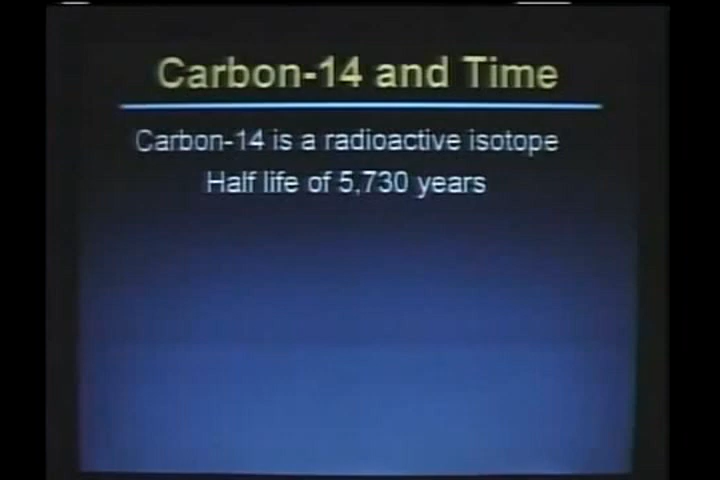 Carbon-14 and Time
Carbon-14 is a radioactive isotope
Half life of 5,730 years